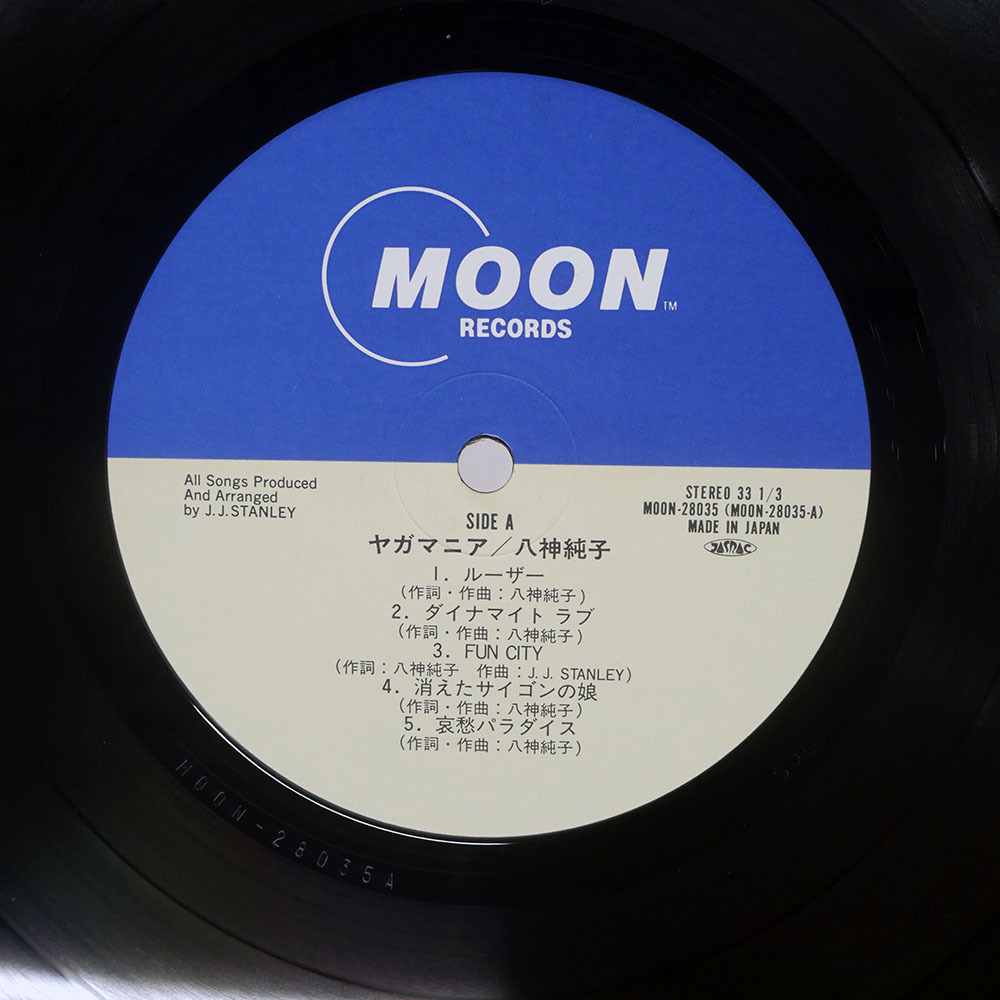 MOON TM
RECORDS
All Songs Produced
And Arranged
by J.J.STANLEY
STEREO 33 1/3
MOON-28035 (MOON-28035-A)
MADE IN JAPAN
JASRAC
SIDE A
ヤガマニア／八神純子
1. ルーザー
(作詞・作曲：八神純子)
2. ダイナマイト ラブ
(作詞・作曲：八神純子)
3. FUN CITY
(作詞：八神純子 作曲：J.J. STANLEY)
4. 消えたサイゴンの娘
(作詞・作曲：八神純子)
5. 哀愁パラダイス
(作詞・作曲：八神純子)
MOON-28035A